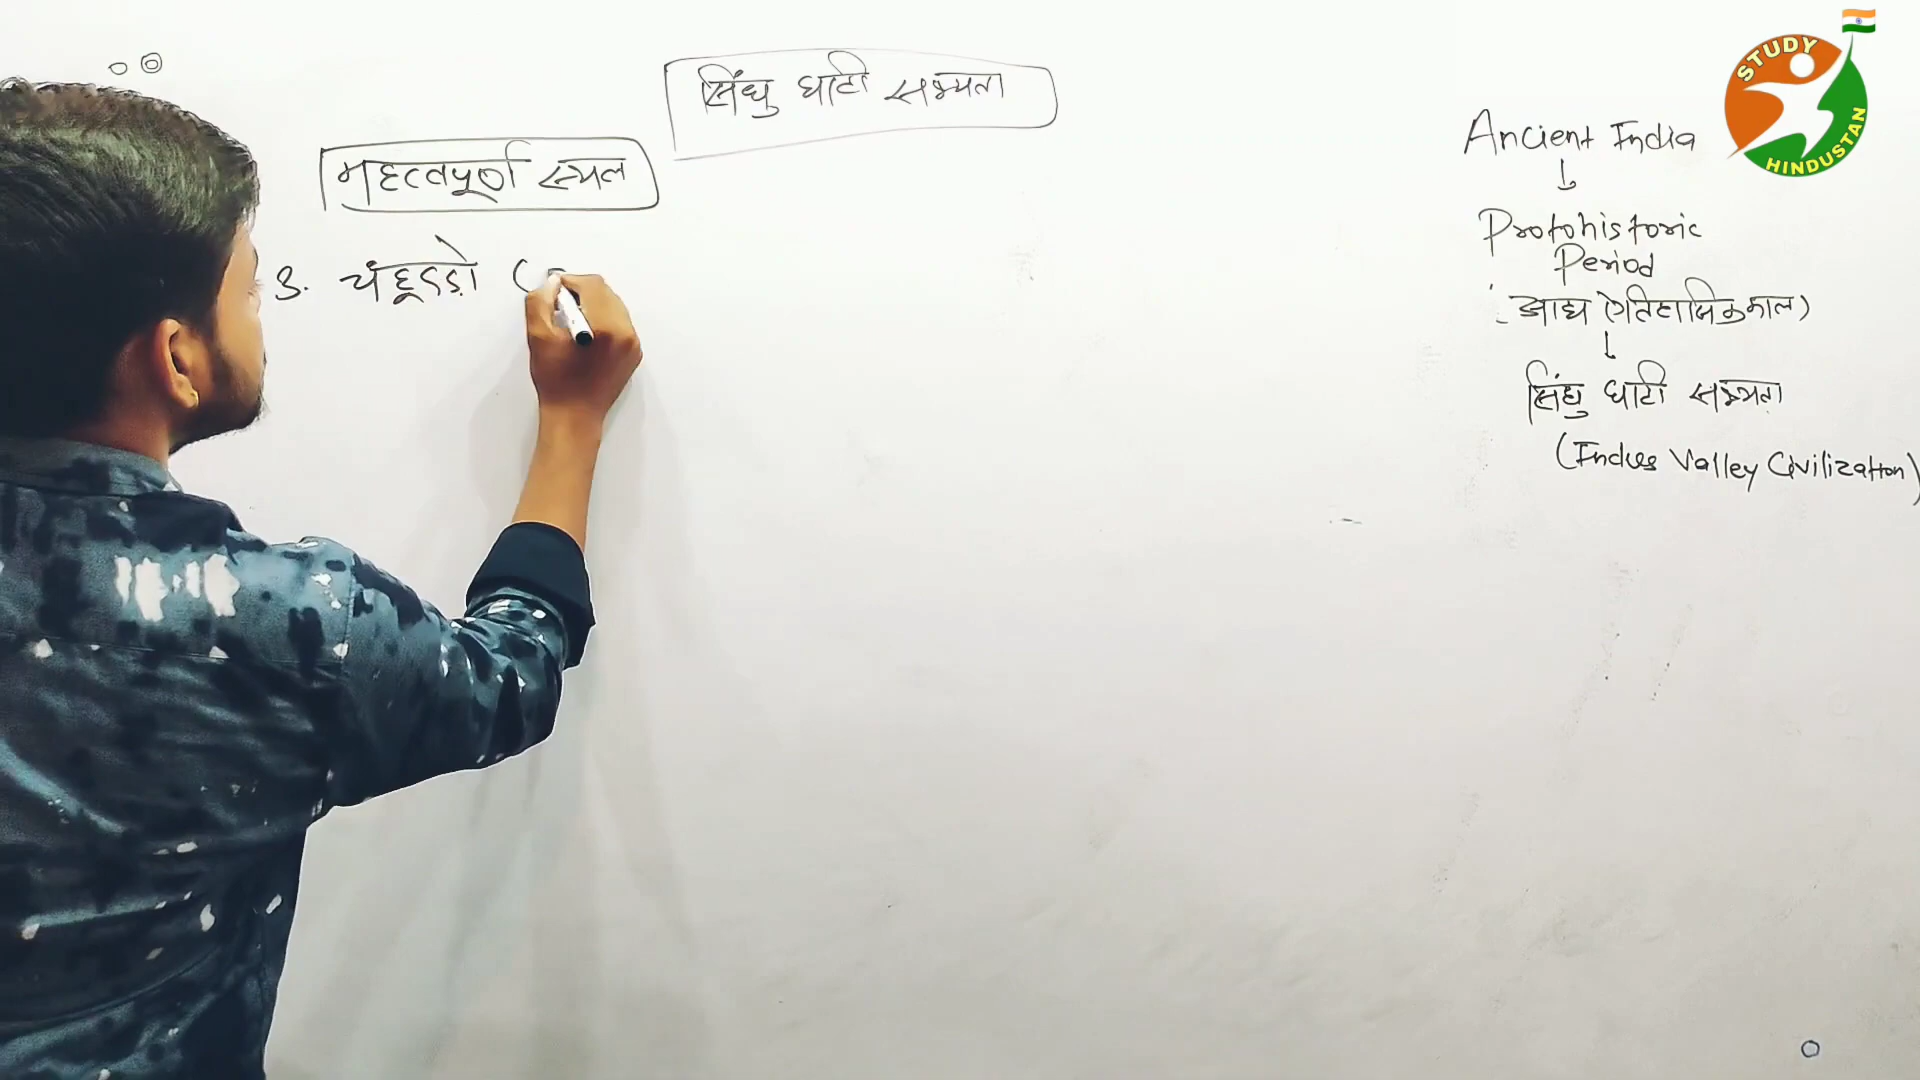 सिंधु घाटी सभ्यता
महत्वपूर्ण स्थल
3. चंहूदड़ो (
Ancient India
Protohistoric
Period
आद्य ऐतिहासिक काल)
सिंधु घाटी सभ्यता
(Indus Valley Civilization)
STUDY
HINDUSTAN